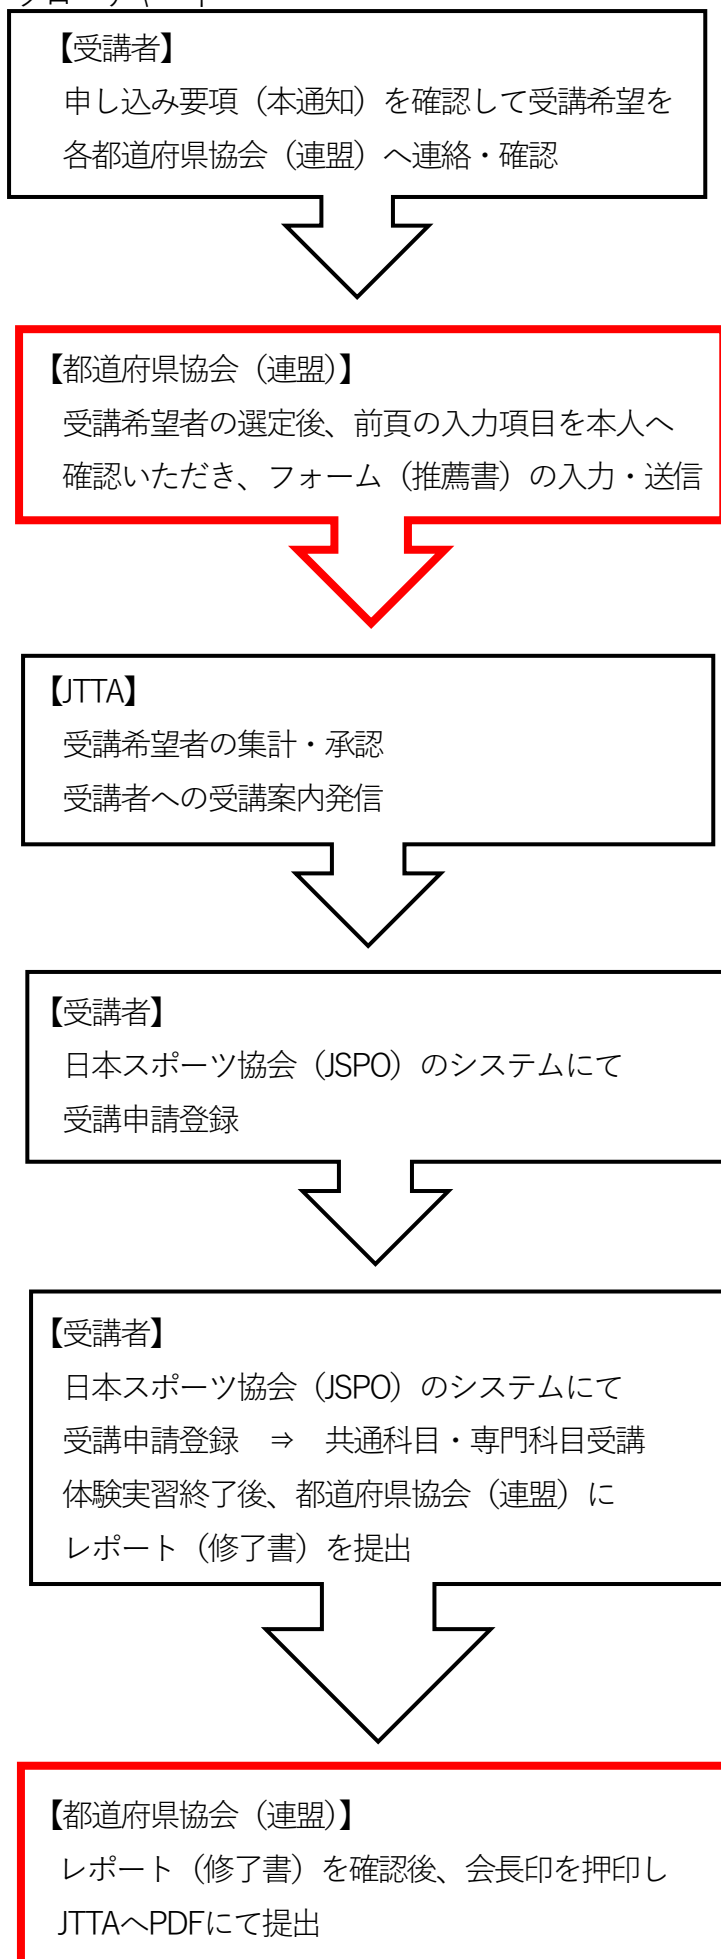 【受講者】
申し込み要項（本通知）を確認して受講希望を
各都道府県協会（連盟）へ連絡・確認
【都道府県協会（連盟）】
受講希望者の選定後、前頁の入力項目を本人へ
確認いただき、フォーム（推薦書）の入力・送信
【JTTA】
受講希望者の集計・承認
受講者への受講案内発信
【受講者】
日本スポーツ協会（JSPO）のシステムにて
受講申請登録
【受講者】
日本スポーツ協会（JSPO）のシステムにて
受講申請登録　⇒　共通科目・専門科目受講
体験実習終了後、都道府県協会（連盟）に
レポート（修了書）を提出
【都道府県協会（連盟）】
レポート（修了書）を確認後、会長印を押印し
JTTAへPDFにて提出